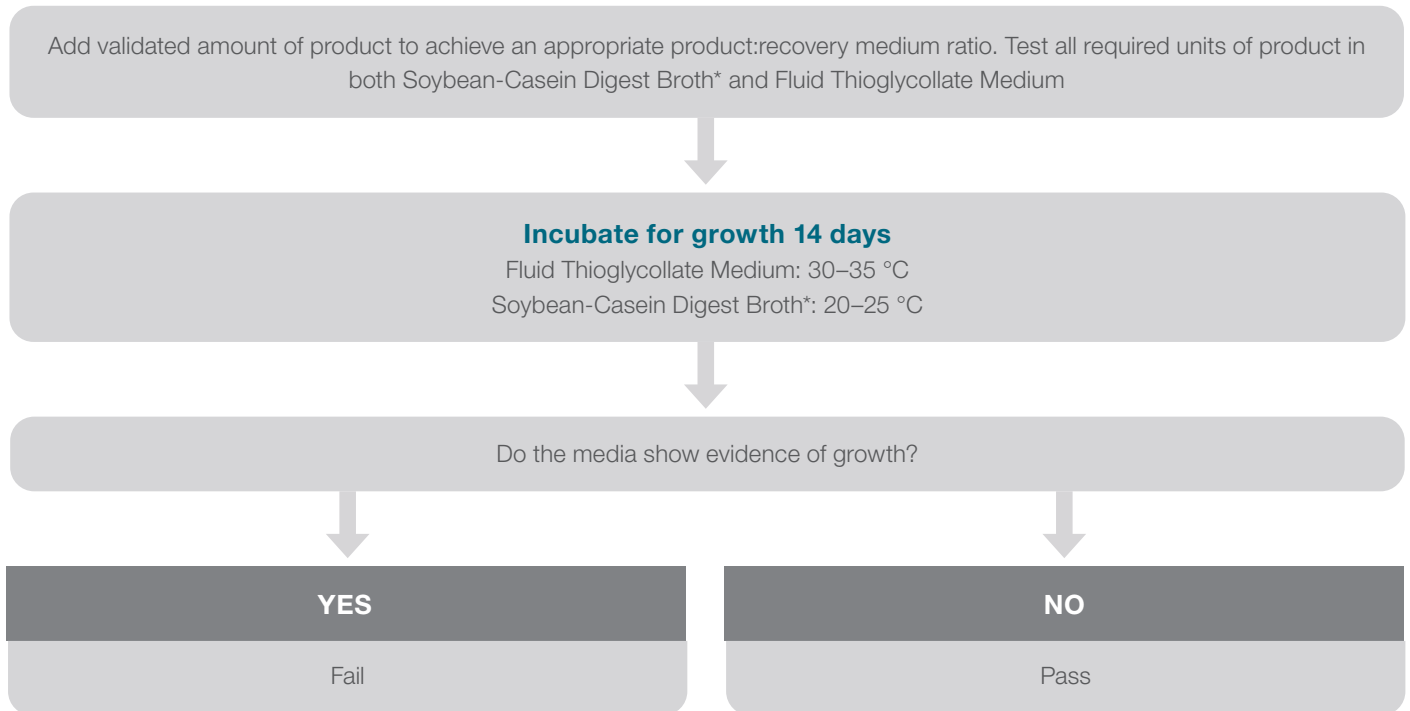 Add validated amount of product to achieve an appropriate product:recovery medium ratio. Test all required units of product in
both Soybean-Casein Digest Broth* and Fluid Thioglycollate Medium
Incubate for growth 14 days
Fluid Thioglycollate Medium: 30–35 °C
Soybean-Casein Digest Broth*: 20–25 °C
Do the media show evidence of growth?
YES
NO
Fail
Pass